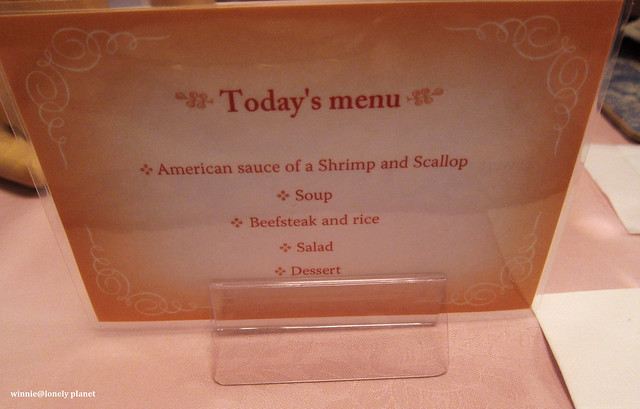 Today's menu
American sauce of a Shrimp and Scallop
Soup
Beefsteak and rice
Salad
Dessert
winnie@lonely planet